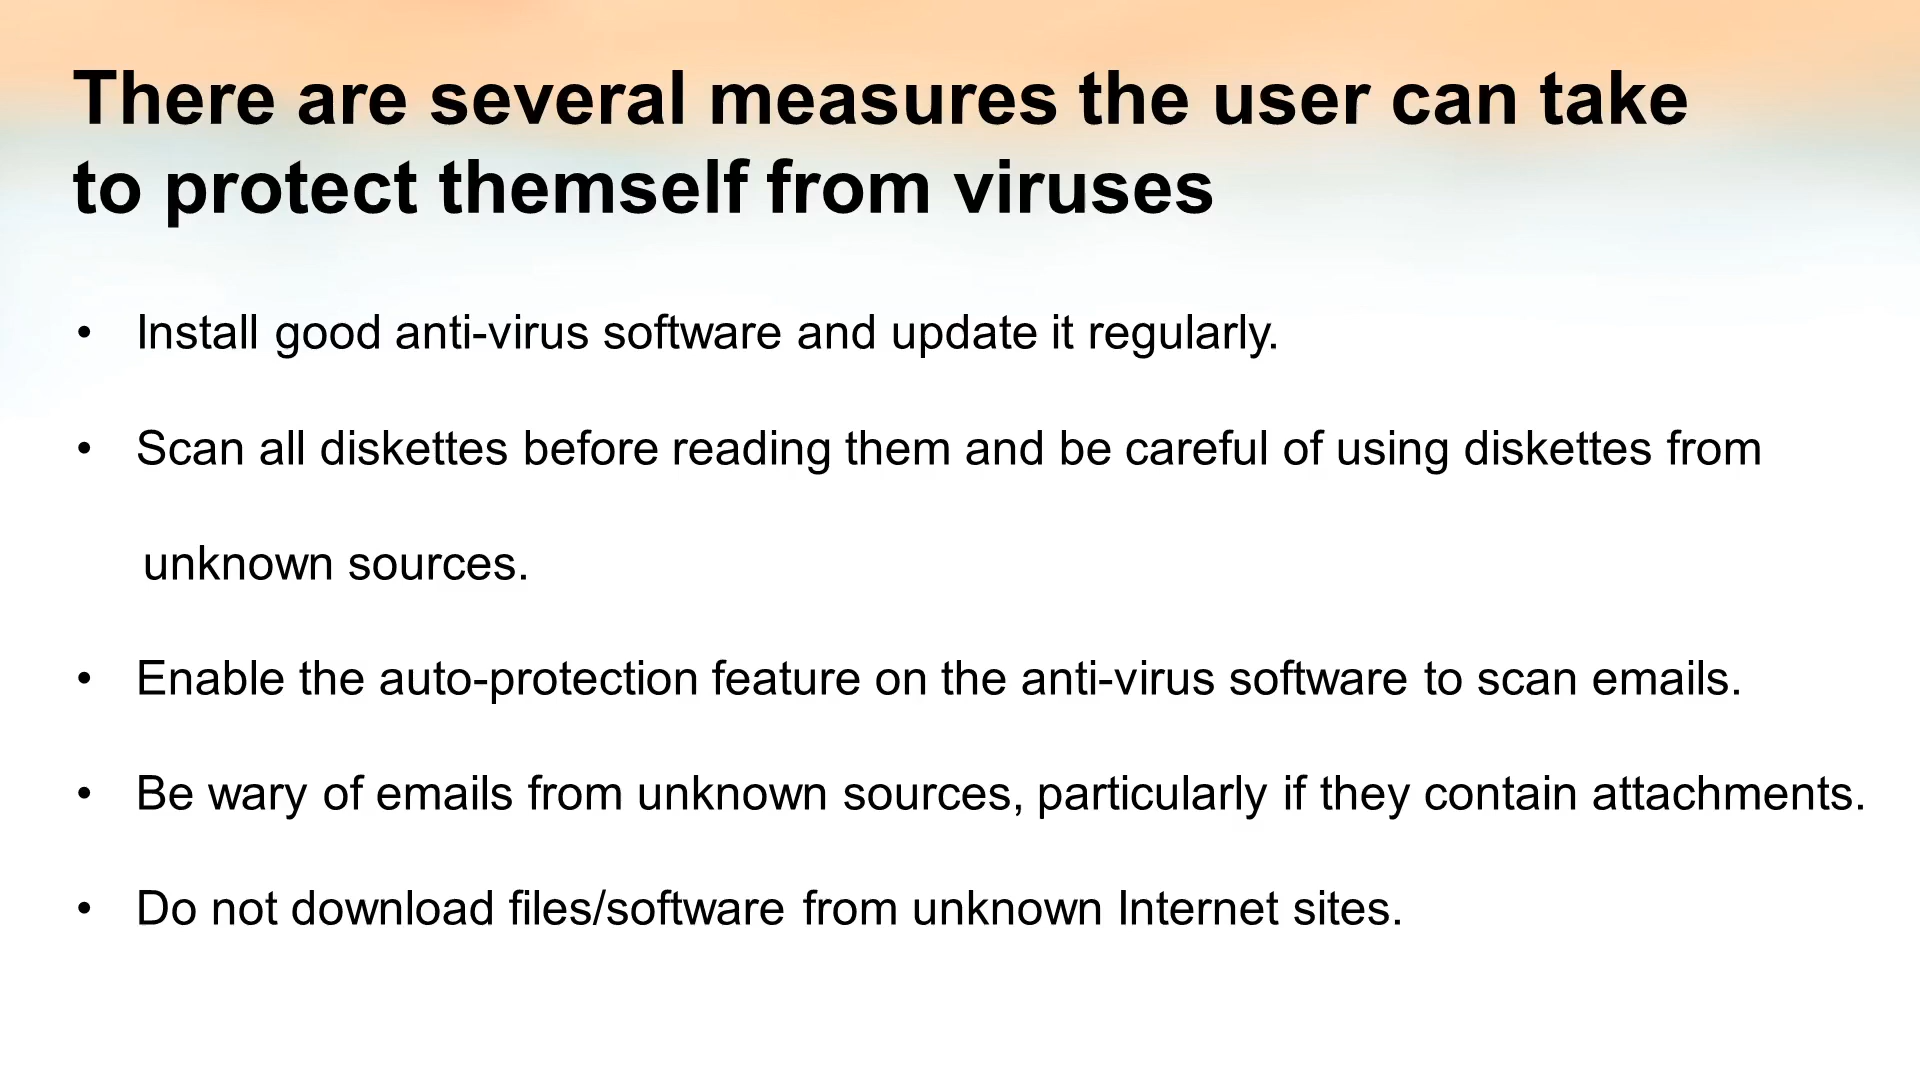 There are several measures the user can take
to protect themself from viruses
• Install good anti-virus software and update it regularly.
• Scan all diskettes before reading them and be careful of using diskettes from
unknown sources.
• Enable the auto-protection feature on the anti-virus software to scan emails.
• Be wary of emails from unknown sources, particularly if they contain attachments.
• Do not download files/software from unknown Internet sites.